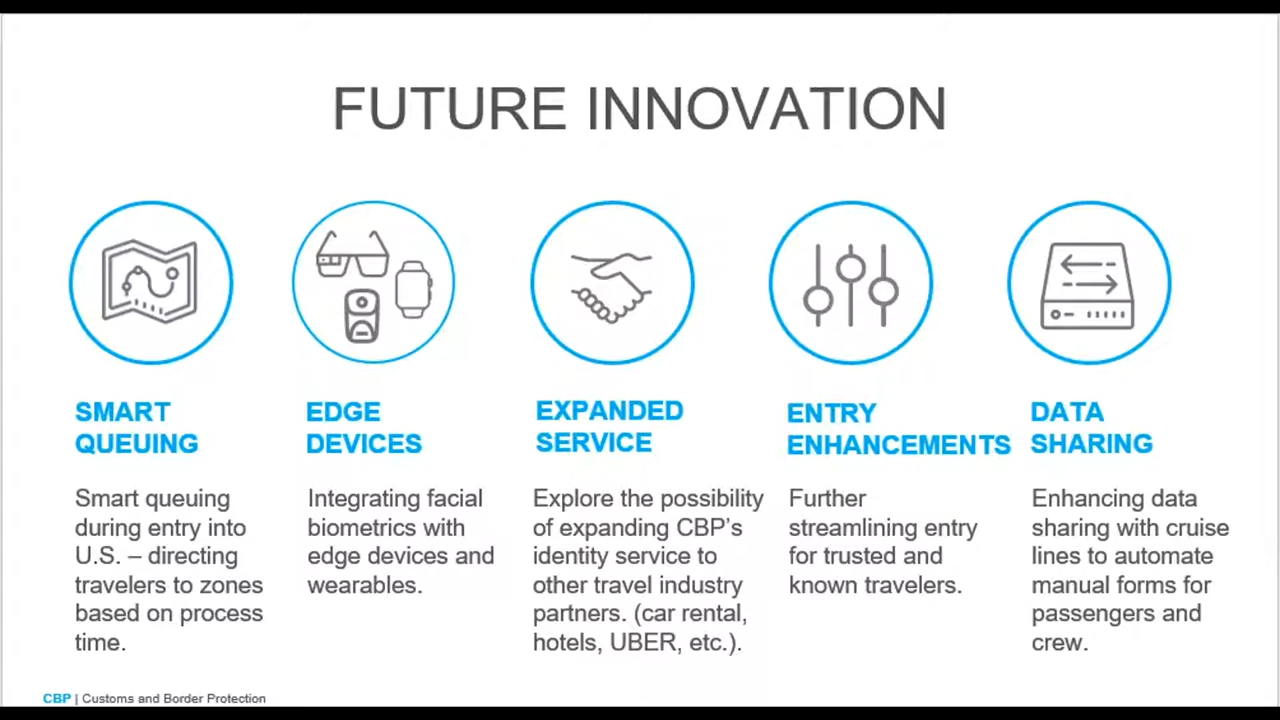 FUTURE INNOVATION
SMART
QUEUING
Smart queuing
during entry into
U.S. – directing
travelers to zones
based on process
time.
EDGE
DEVICES
Integrating facial
biometrics with
edge devices and
wearables.
EXPANDED
SERVICE
Explore the possibility
of expanding CBP's
identity service to
other travel industry
partners. (car rental,
hotels, UBER, etc.).
ENTRY
ENHANCEMENTS
Further
streamlining entry
for trusted and
known travelers.
DATA
SHARING
Enhancing data
sharing with cruise
lines to automate
manual forms for
passengers and
crew.
CBP | Customs and Border Protection